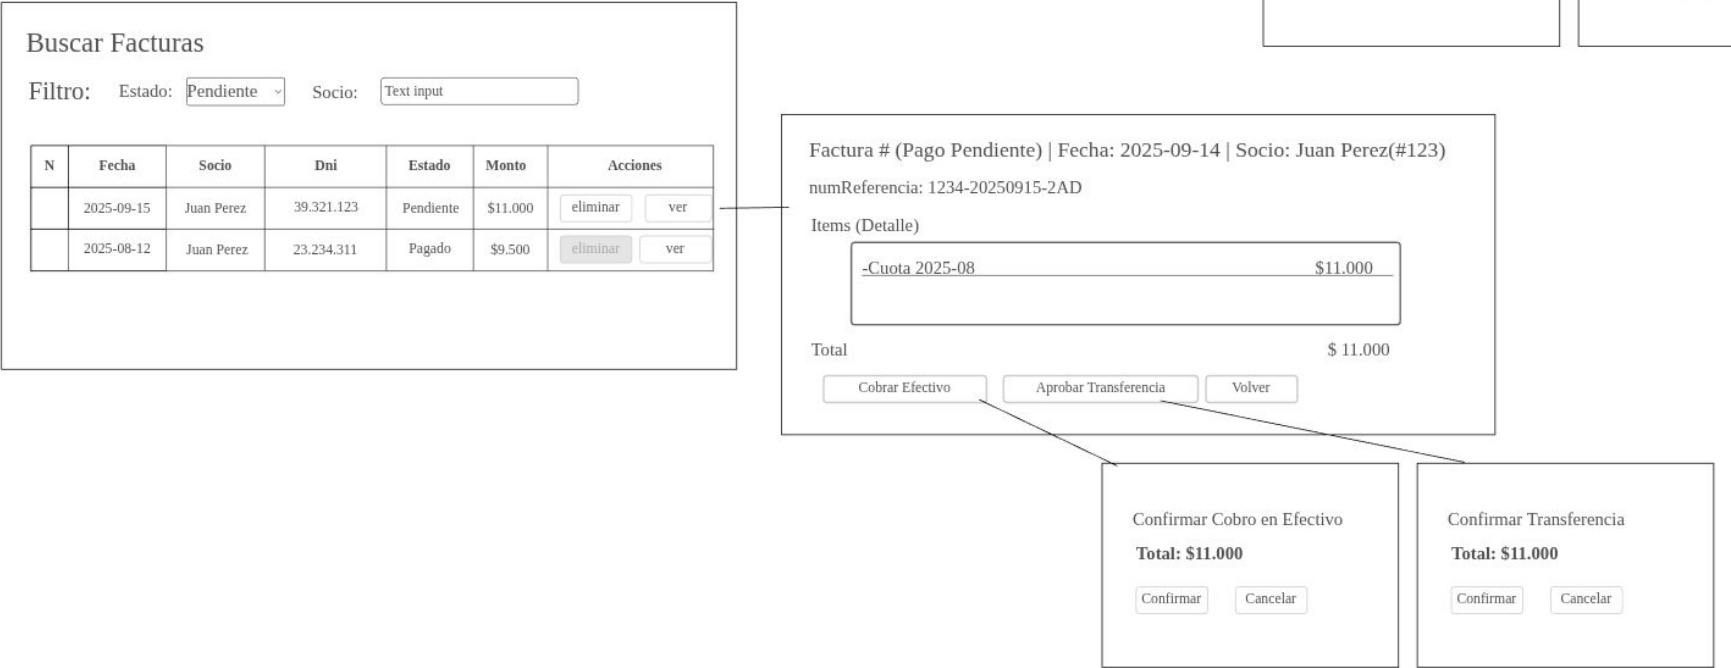 Buscar Facturas
Filtro: Estado: Pendiente Socio: Text input
N Fecha Socio Dni Estado Monto Acciones
2025-09-15 Juan Perez 39.321.123 Pendiente $11.000 eliminar ver
2025-08-12 Juan Perez 23.234.311 Pagado $9.500 eliminar ver
Factura # (Pago Pendiente) | Fecha: 2025-09-14 | Socio: Juan Perez(#123)
numReferencia: 1234-20250915-2AD
Items (Detalle)
-Cuota 2025-08 $11.000
Total $ 11.000
Cobrar Efectivo Aprobar Transferencia Volver
Confirmar Cobro en Efectivo
Total: $11.000
Confirmar Cancelar
Confirmar Transferencia
Total: $11.000
Confirmar Cancelar